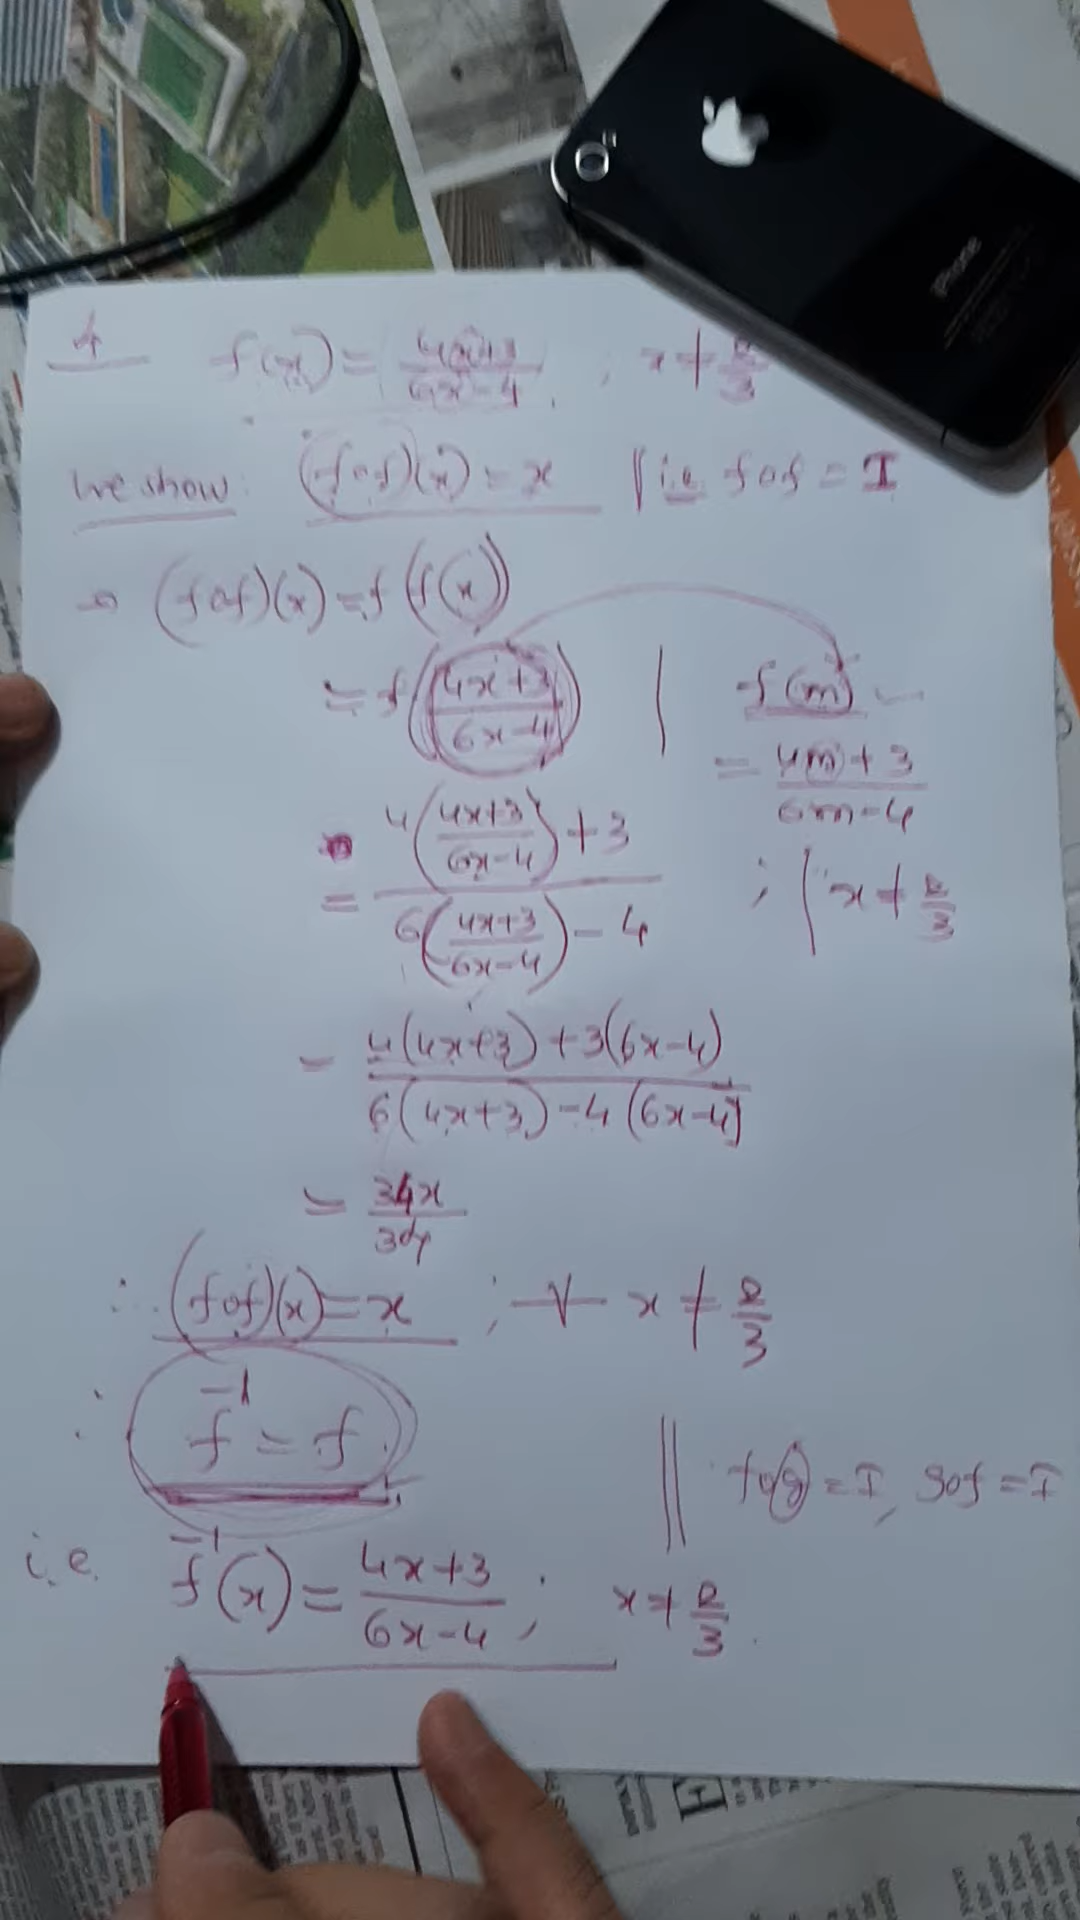 4 f(x) = 4x+3/6x-4, x ≠ 2/3
We show: (fof)(x) = x || i.e. fof = I
→ (fof)(x) = f(f(x))
= f(4x+3/6x-4) | f(m)
= 4m+3/6m-4
= 4(4x+3/6x-4)+3/6(4x+3/6x-4)-4 ; | x ≠ 2/3
= 4(4x+3)+3(6x-4)/6(4x+3)-4(6x-4)
= 34x/34
∴ (fof)(x) = x ; ∀ x ≠ 2/3
∴ f⁻¹ = f. || fog = I, gof = I
i.e. f⁻¹(x) = 4x+3/6x-4 ; x ≠ 2/3.
iPhone